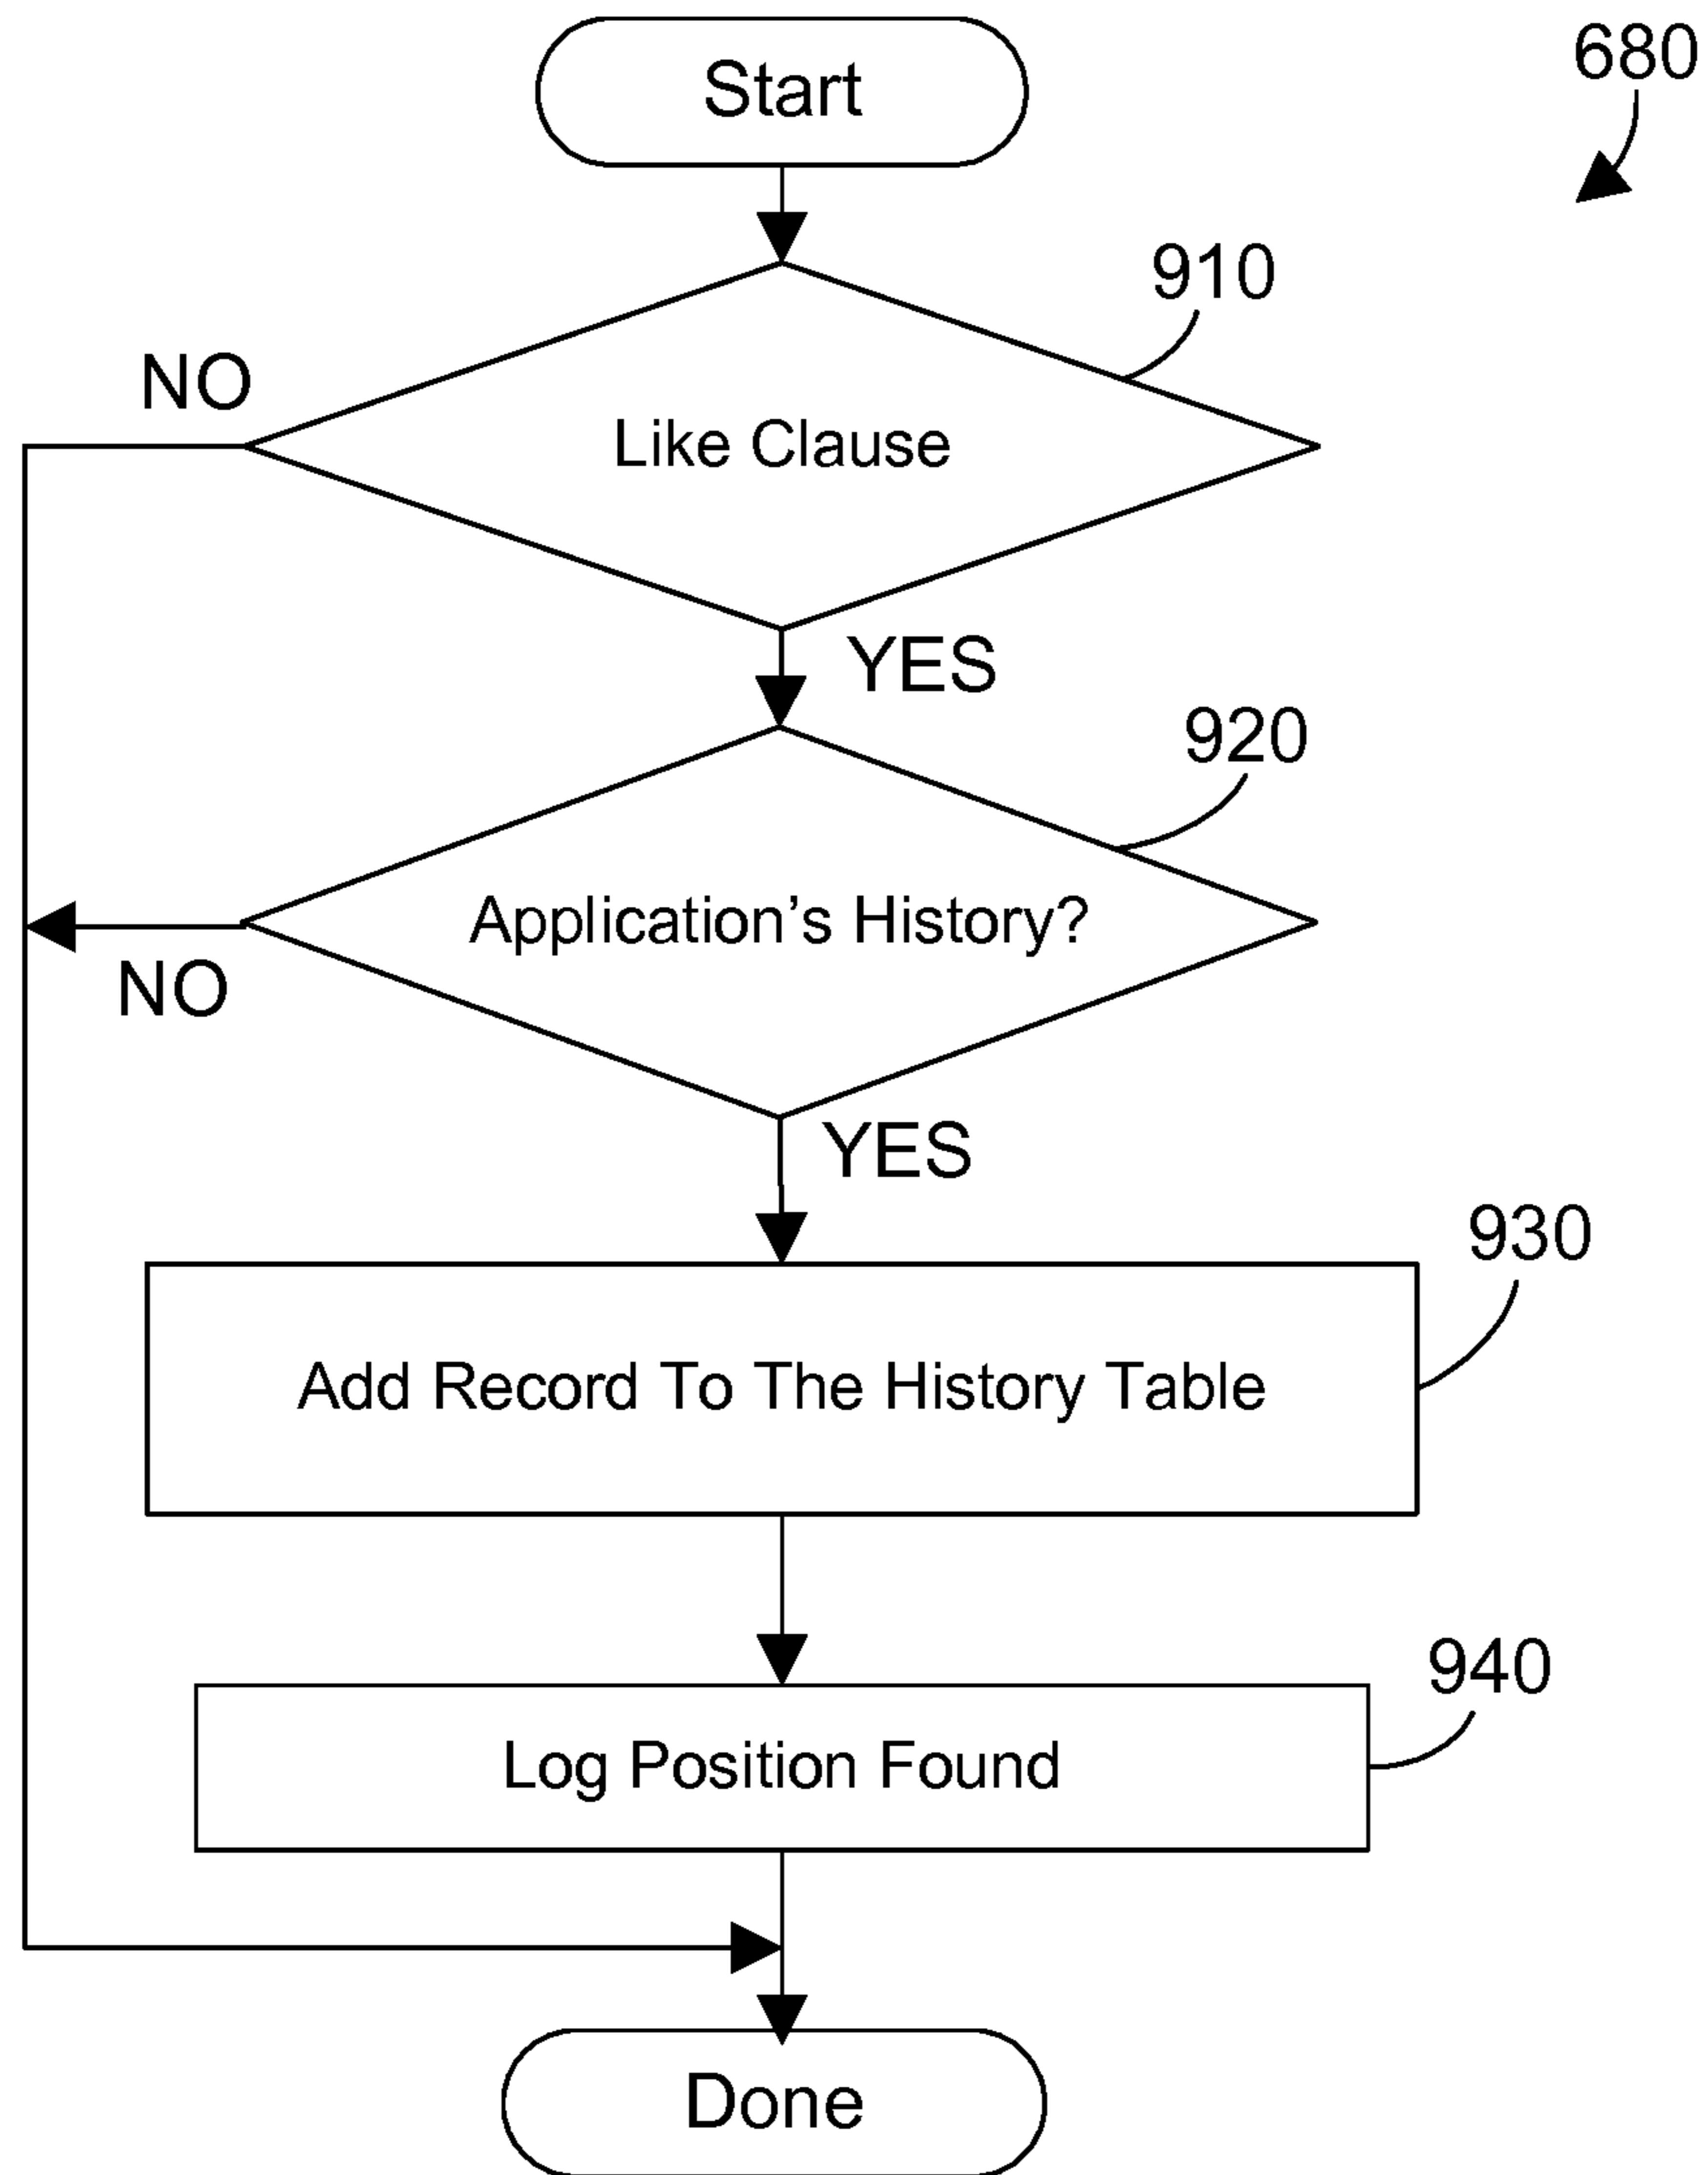 Start
680
910
NO
Like Clause
YES
920
Application’s History?
NO
YES
930
Add Record To The History Table
940
Log Position Found
Done